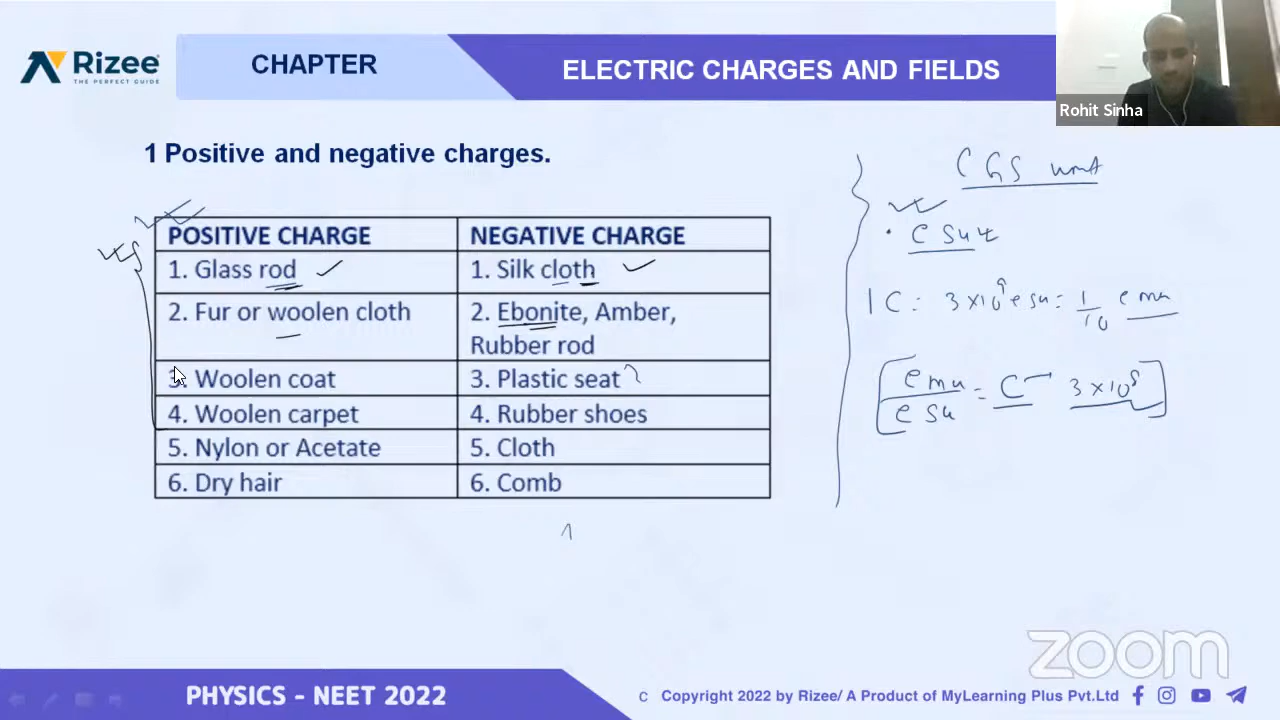 Rizee
THE PERFECT GUIDE
CHAPTER
ELECTRIC CHARGES AND FIELDS
Rohit Sinha
1 Positive and negative charges.
POSITIVE CHARGE NEGATIVE CHARGE
1. Glass rod 1. Silk cloth
2. Fur or woolen cloth 2. Ebonite, Amber,
Rubber rod
3. Woolen coat 3. Plastic seat
4. Woolen carpet 4. Rubber shoes
5. Nylon or Acetate 5. Cloth
6. Dry hair 6. Comb
CGS unit
• esu
1 C = 3 × 10⁹ esu = 1/10 emu
emu/esu = C 3 × 10⁸
zoom
PHYSICS - NEET 2022
C Copyright 2022 by Rizee/ A Product of MyLearning Plus Pvt.Ltd